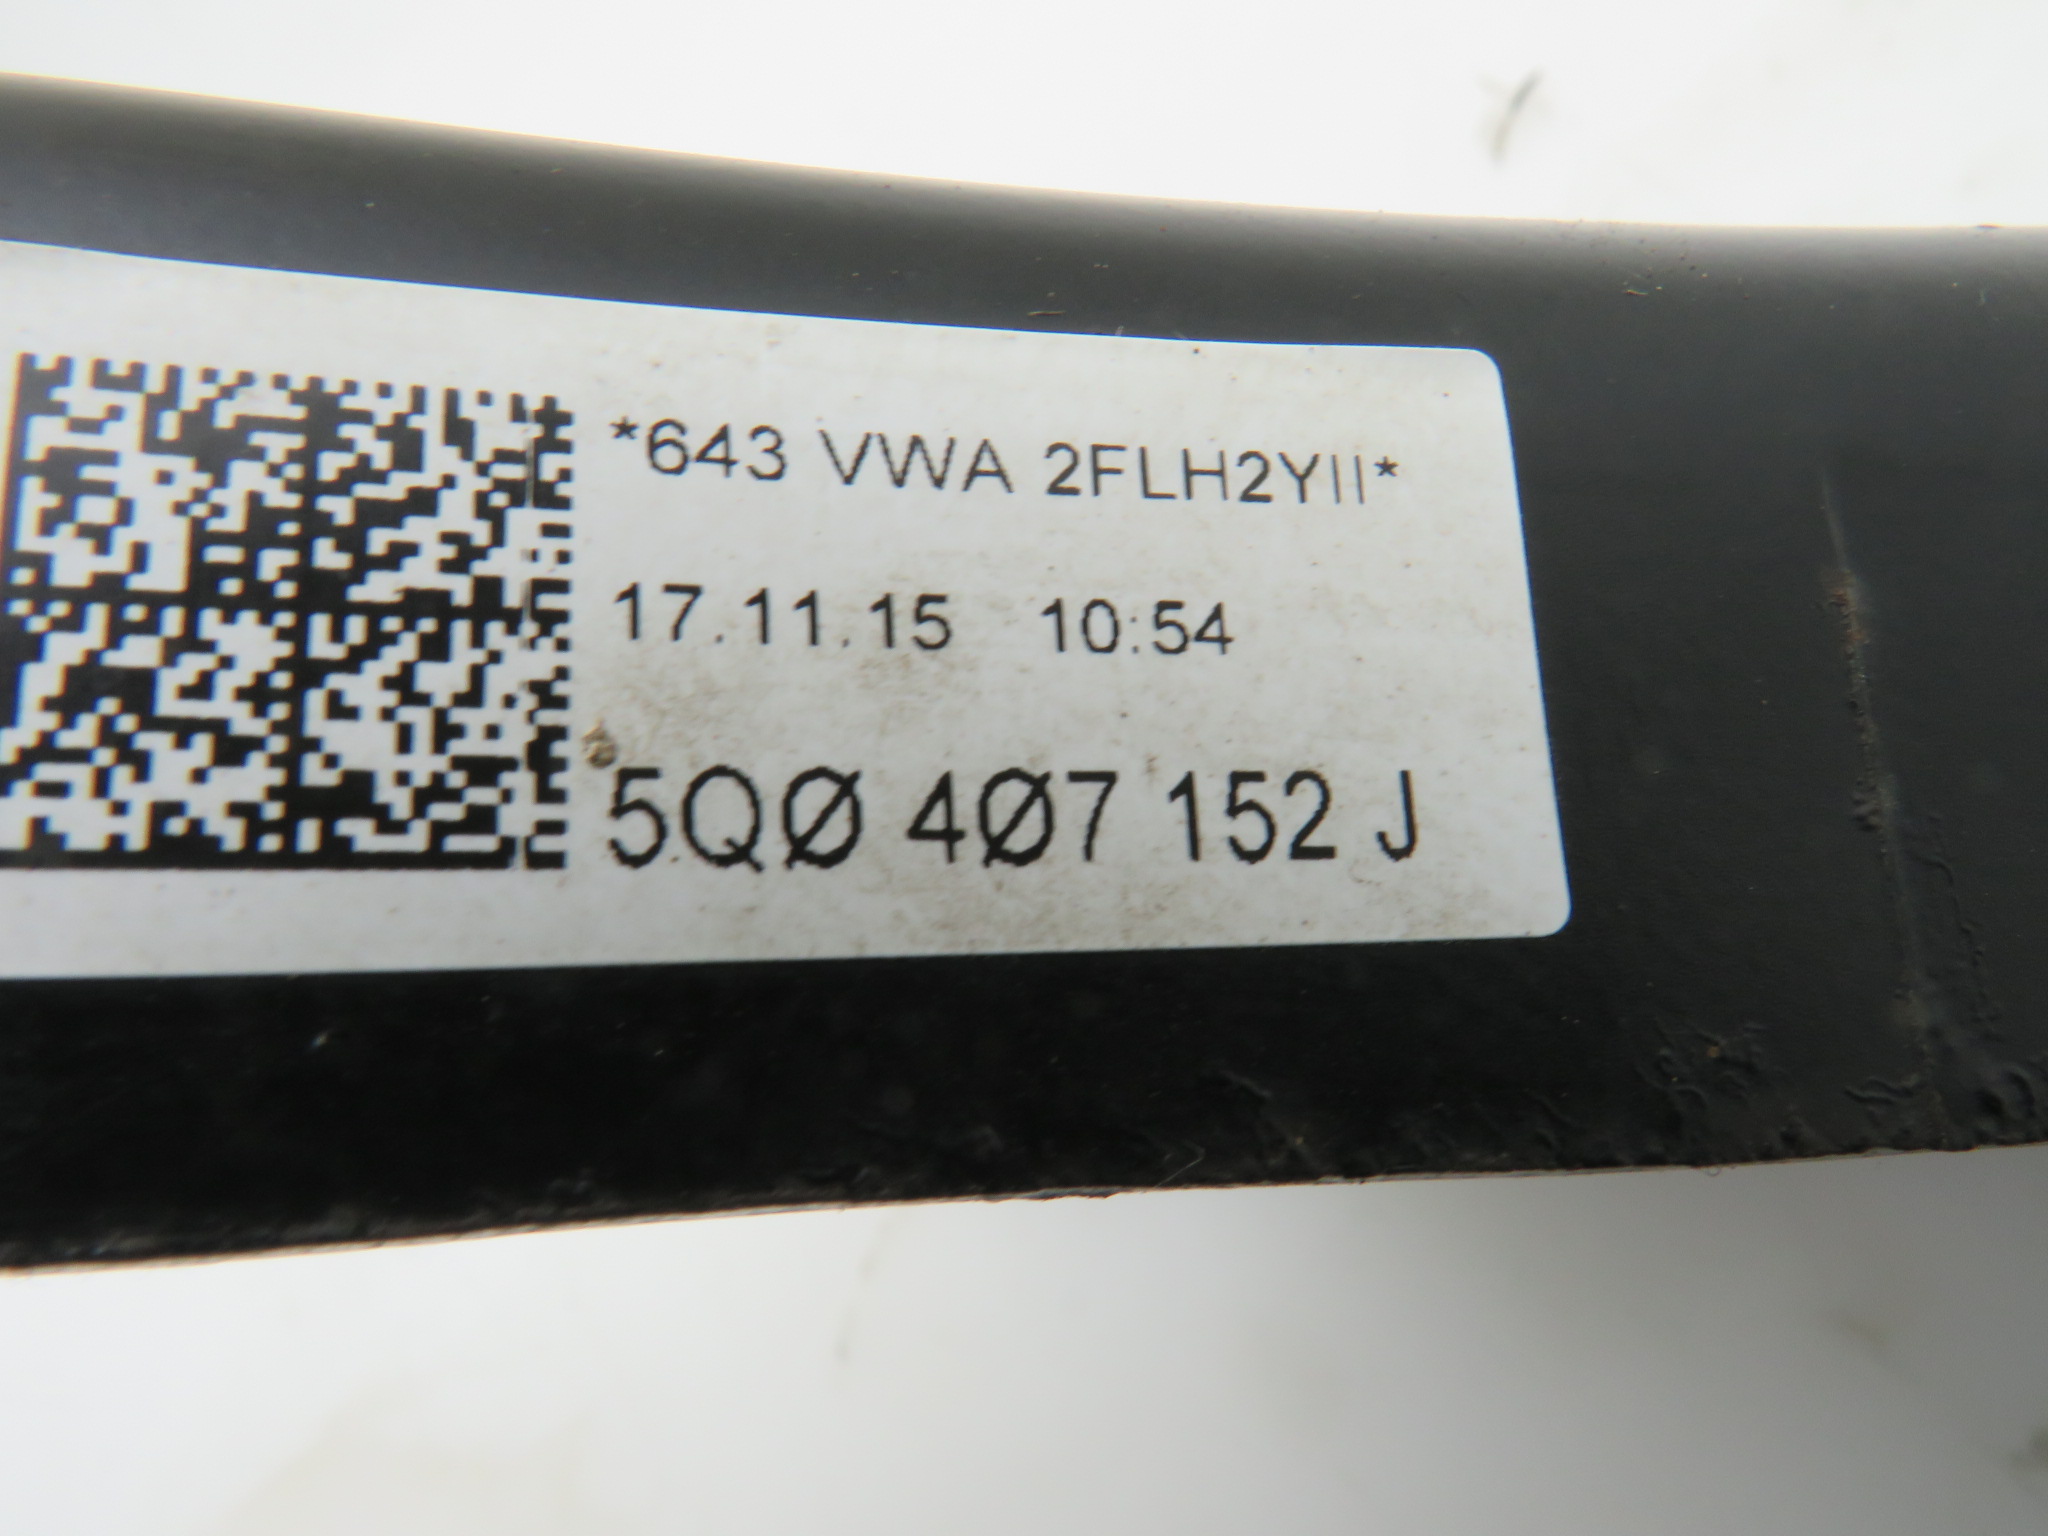 *643 VWA 2FLH2YII*
17.11.15 10:54
5QØ 4Ø7 152 J